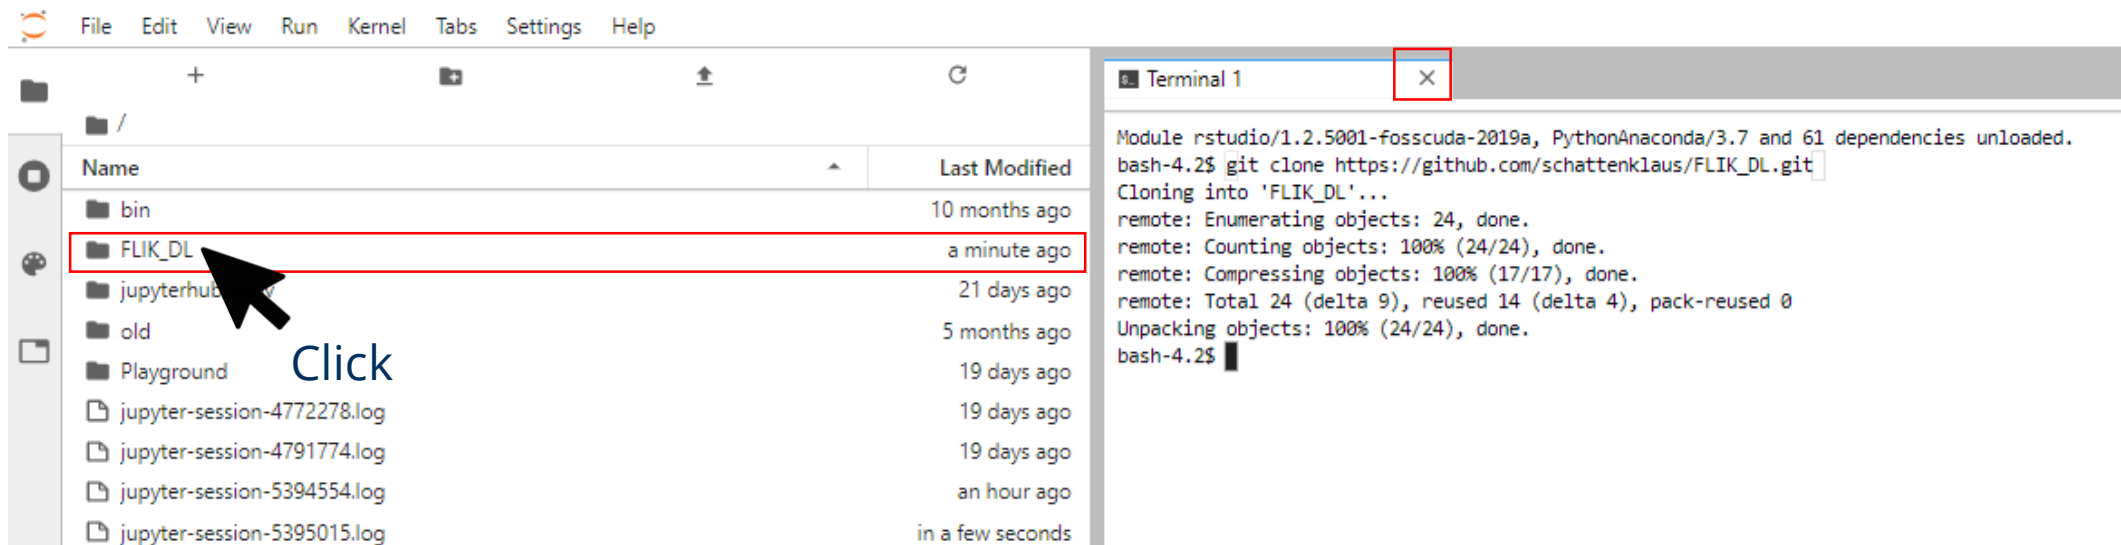 File Edit View Run Kernel Tabs Settings Help
/
Name Last Modified
bin 10 months ago
FLIK_DL a minute ago
jupyterhub 21 days ago
old 5 months ago
Playground 19 days ago
jupyter-session-4772278.log 19 days ago
jupyter-session-4791774.log 19 days ago
jupyter-session-5394554.log an hour ago
jupyter-session-5395015.log in a few seconds
Click
Terminal 1
Module rstudio/1.2.5001-fosscuda-2019a, PythonAnaconda/3.7 and 61 dependencies unloaded.
bash-4.2$ git clone https://github.com/schattenklaus/FLIK_DL.git
Cloning into 'FLIK_DL'...
remote: Enumerating objects: 24, done.
remote: Counting objects: 100% (24/24), done.
remote: Compressing objects: 100% (17/17), done.
remote: Total 24 (delta 9), reused 14 (delta 4), pack-reused 0
Unpacking objects: 100% (24/24), done.
bash-4.2$